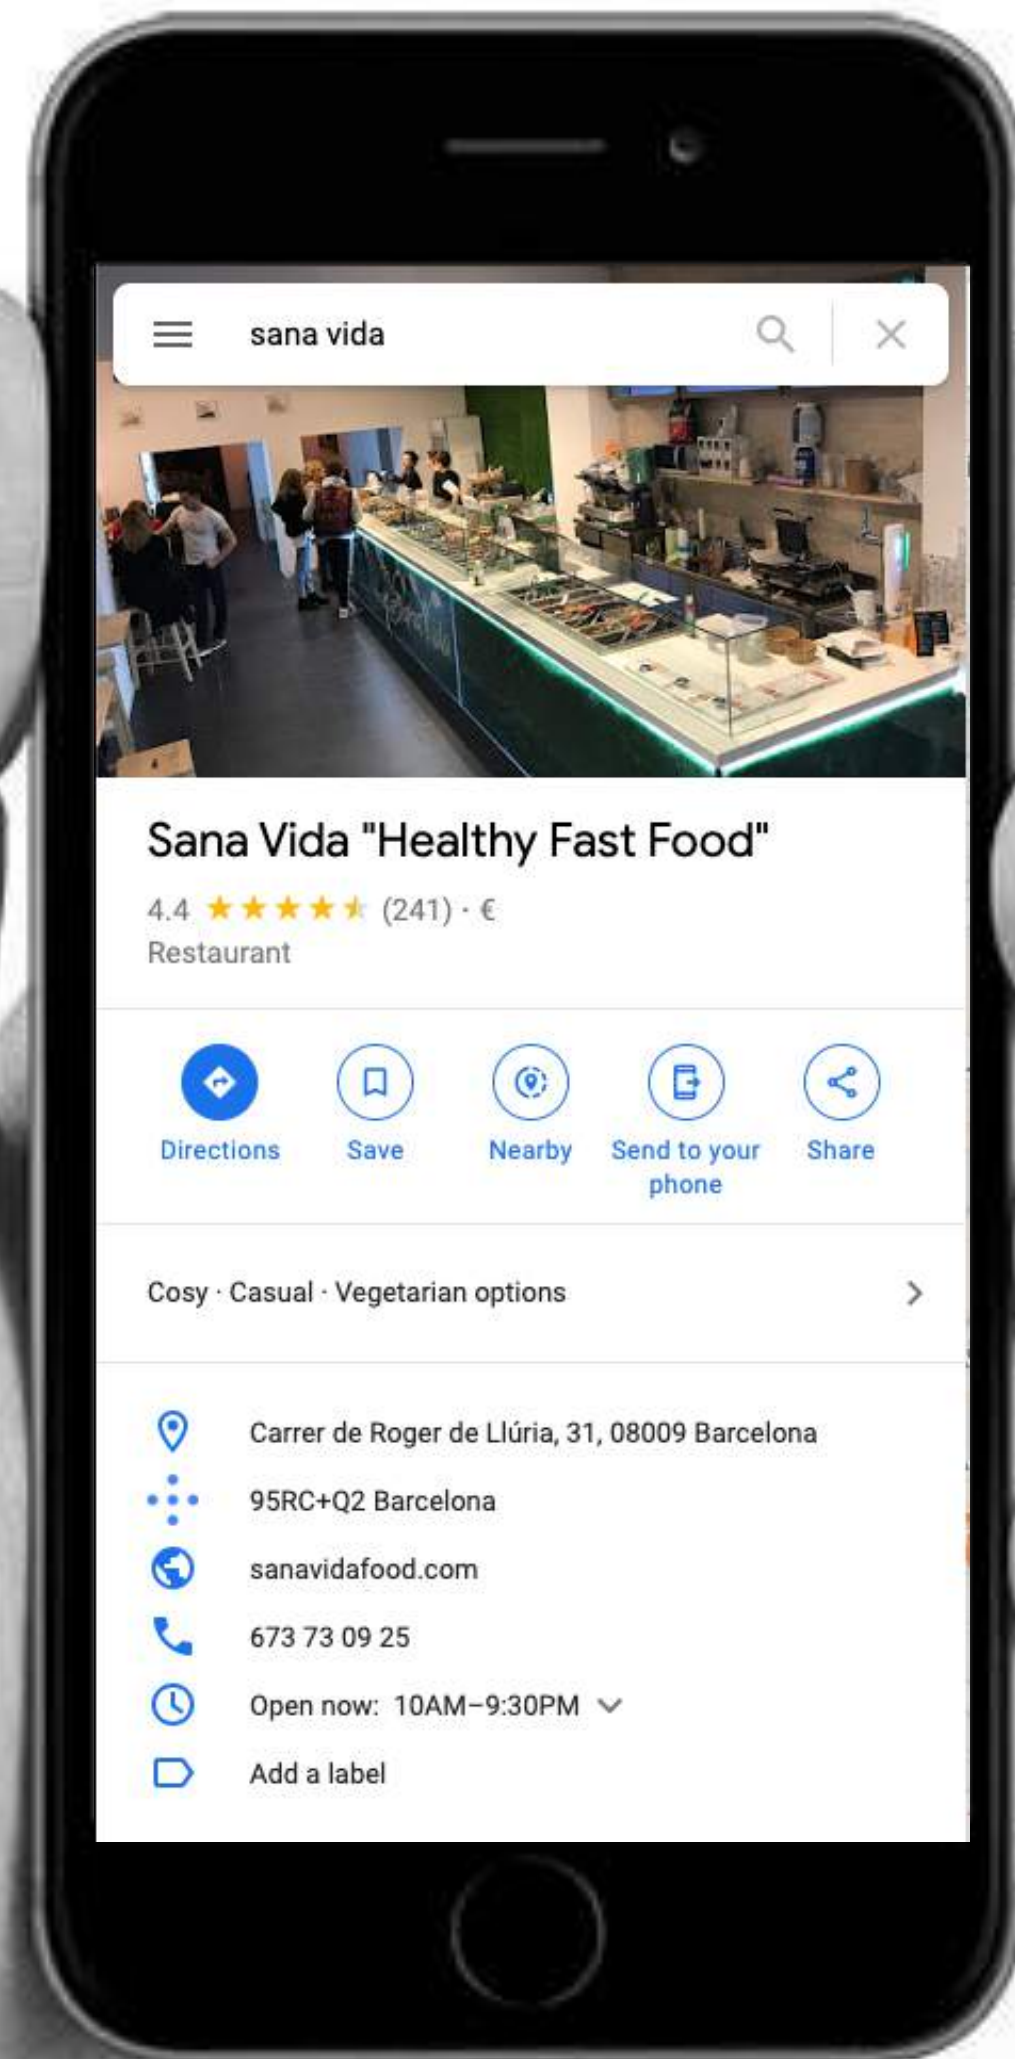 sana vida
Sana Vida "Healthy Fast Food"
4.4 (241) · €
Restaurant
Directions
Save
Nearby
Send to your
phone
Share
Cosy · Casual · Vegetarian options
Carrer de Roger de Llúria, 31, 08009 Barcelona
95RC+Q2 Barcelona
sanavidafood.com
673 73 09 25
Open now: 10AM–9:30PM
Add a label